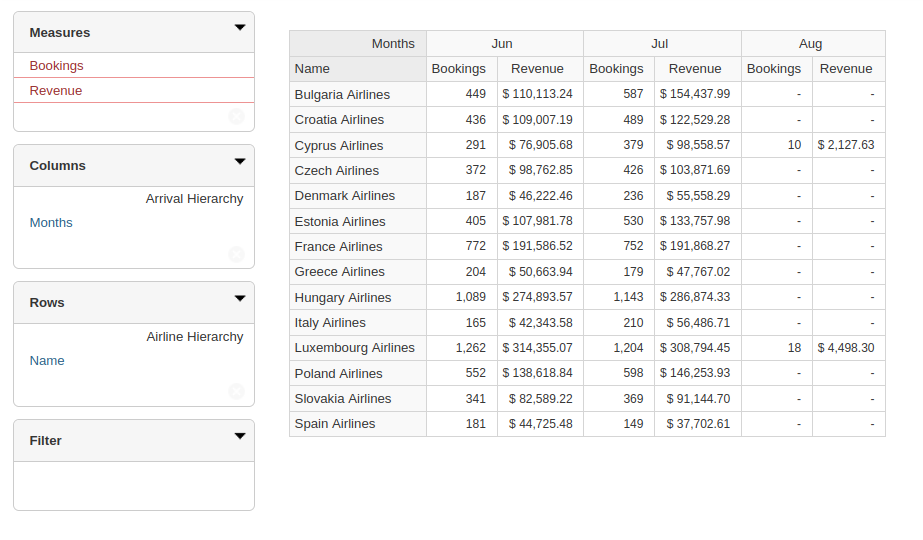 Measures
Bookings
Revenue
Columns
Arrival Hierarchy
Months
Rows
Airline Hierarchy
Name
Filter
Months Jun Jul Aug
Name Bookings Revenue Bookings Revenue Bookings Revenue
Bulgaria Airlines 449 $ 110,113.24 587 $ 154,437.99 - -
Croatia Airlines 436 $ 109,007.19 489 $ 122,529.28 - -
Cyprus Airlines 291 $ 76,905.68 379 $ 98,558.57 10 $ 2,127.63
Czech Airlines 372 $ 98,762.85 426 $ 103,871.69 - -
Denmark Airlines 187 $ 46,222.46 236 $ 55,558.29 - -
Estonia Airlines 405 $ 107,981.78 530 $ 133,757.98 - -
France Airlines 772 $ 191,586.52 752 $ 191,868.27 - -
Greece Airlines 204 $ 50,663.94 179 $ 47,767.02 - -
Hungary Airlines 1,089 $ 274,893.57 1,143 $ 286,874.33 - -
Italy Airlines 165 $ 42,343.58 210 $ 56,486.71 - -
Luxembourg Airlines 1,262 $ 314,355.07 1,204 $ 308,794.45 18 $ 4,498.30
Poland Airlines 552 $ 138,618.84 598 $ 146,253.93 - -
Slovakia Airlines 341 $ 82,589.22 369 $ 91,144.70 - -
Spain Airlines 181 $ 44,725.48 149 $ 37,702.61 - -